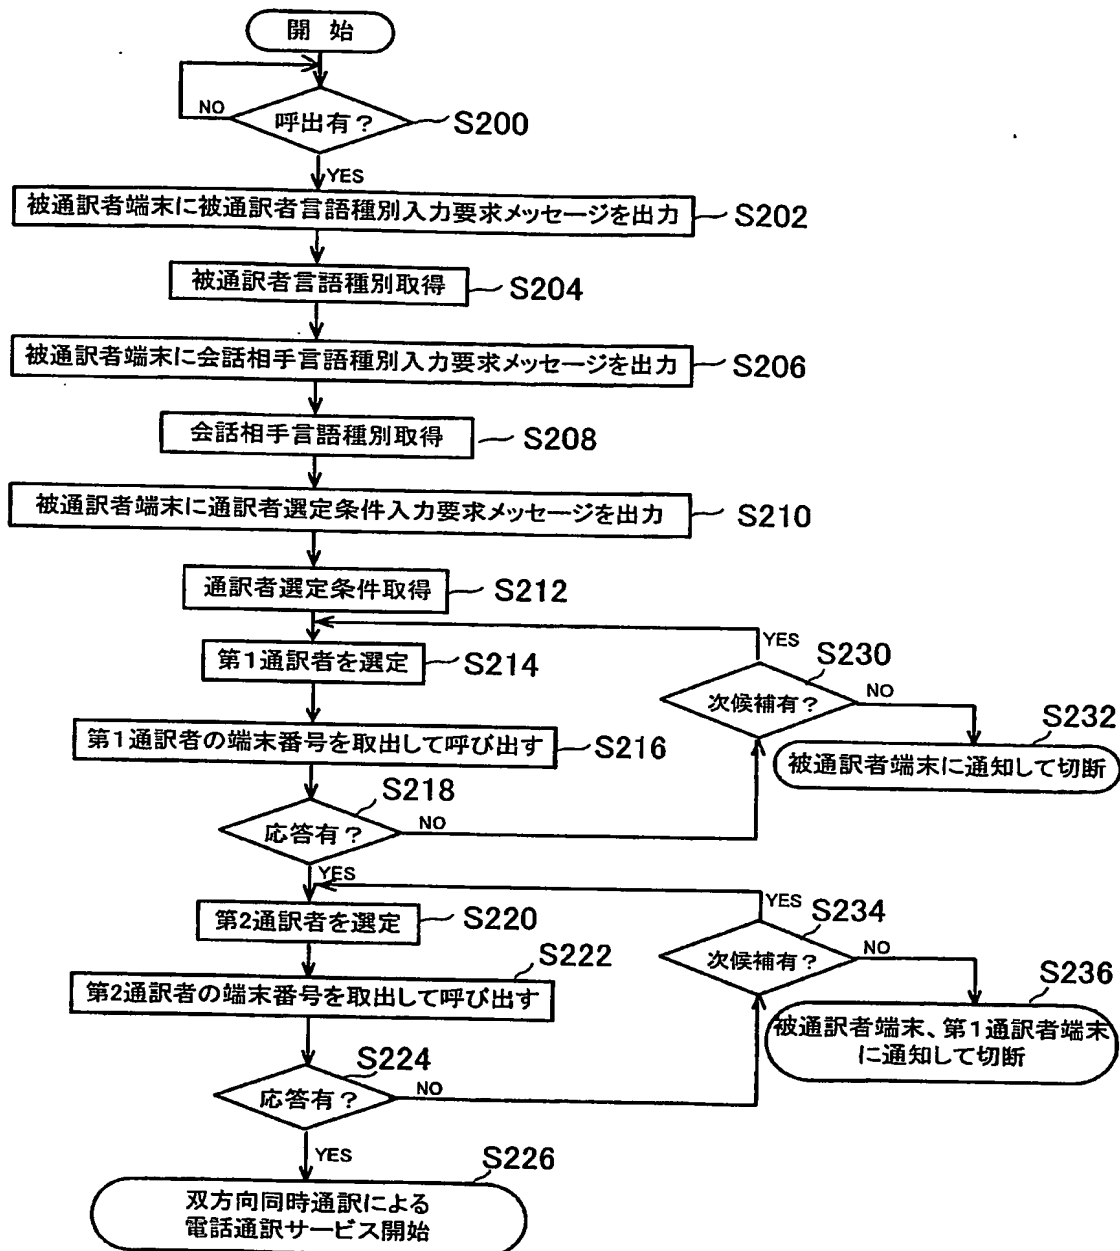 開 始
呼出有?
S200
NO
YES
被通訳者端末に被通訳者言語種別入力要求メッセージを出力
S202
被通訳者言語種別取得
S204
被通訳者端末に会話相手言語種別入力要求メッセージを出力
S206
会話相手言語種別取得
S208
被通訳者端末に通訳者選定条件入力要求メッセージを出力
S210
通訳者選定条件取得
S212
第1通訳者を選定
S214
第1通訳者の端末番号を取出して呼び出す
S216
応答有?
S218
NO
YES
次候補有?
S230
YES
NO
被通訳者端末に通知して切断
S232
第2通訳者を選定
S220
第2通訳者の端末番号を取出して呼び出す
S222
応答有?
S224
NO
YES
次候補有?
S234
YES
NO
被通訳者端末、第1通訳者端末
に通知して切断
S236
双方向同時通訳による
電話通訳サービス開始
S226